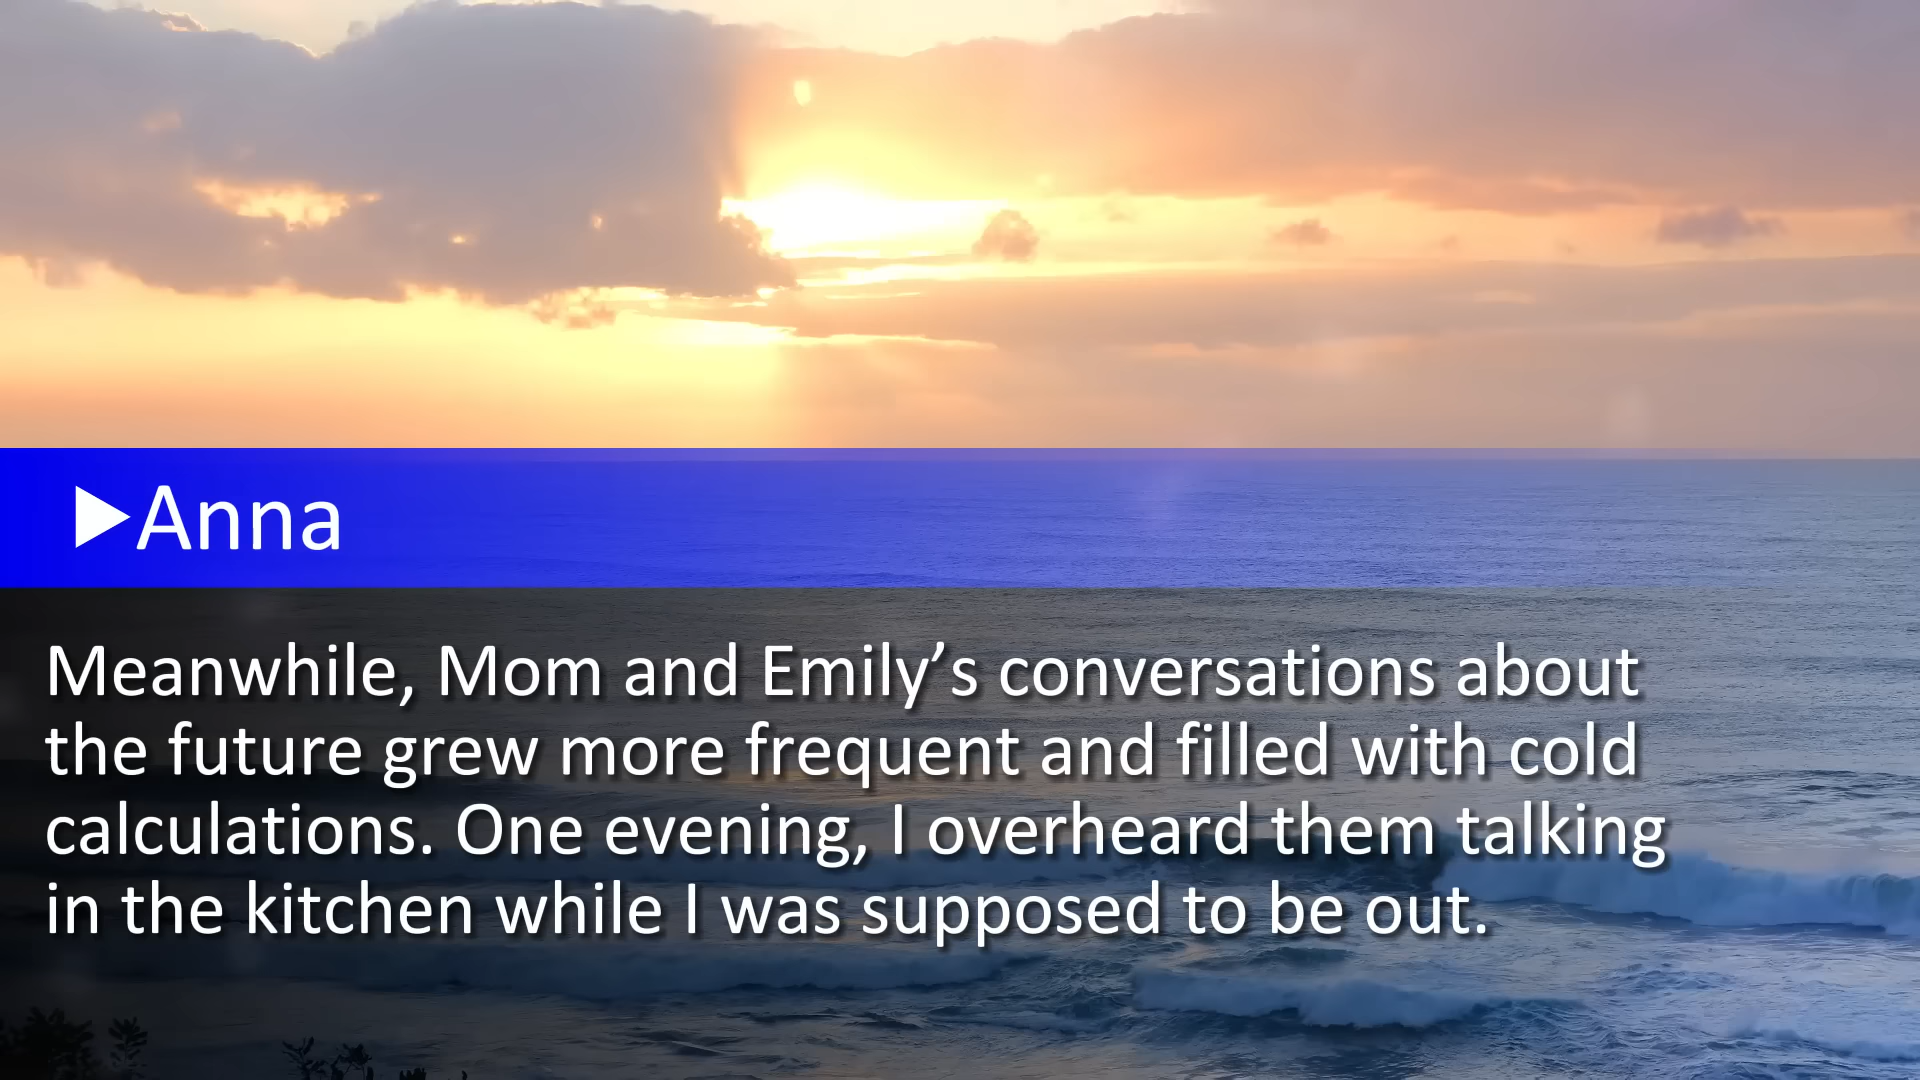 ▶Anna
Meanwhile, Mom and Emily’s conversations about
the future grew more frequent and filled with cold
calculations. One evening, I overheard them talking
in the kitchen while I was supposed to be out.